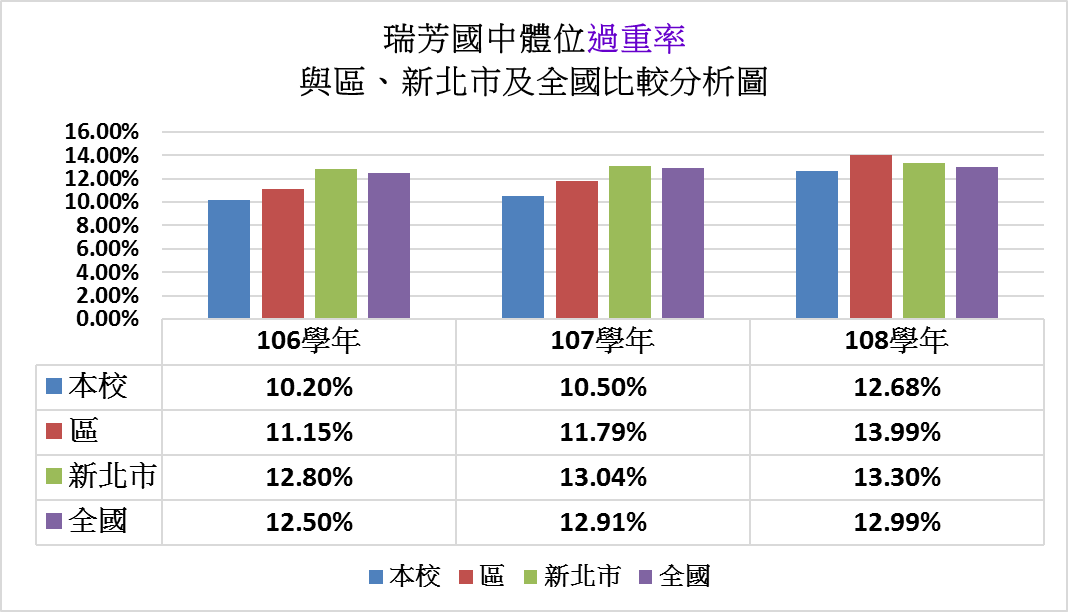 瑞芳國中體位過重率
與區、新北市及全國比較分析圖
16.00%
14.00%
12.00%
10.00%
8.00%
6.00%
4.00%
2.00%
0.00%
106學年 107學年 108學年
本校 10.20% 10.50% 12.68%
區 11.15% 11.79% 13.99%
新北市 12.80% 13.04% 13.30%
全國 12.50% 12.91% 12.99%
本校 區 新北市 全國